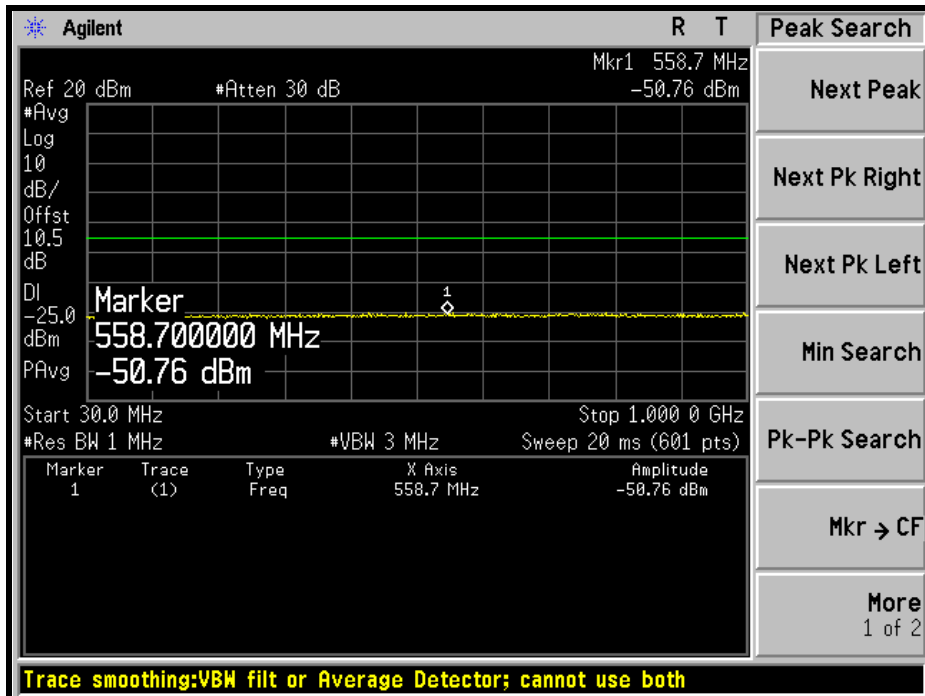 Agilent R T
Peak Search
Mkr1 558.7 MHz
Ref 20 dBm #Atten 30 dB -50.76 dBm
#Avg
Log
10
dB/
Offst
10.5
dB
DI
-25.0
dBm
PAvg
1
Marker
558.700000 MHz
-50.76 dBm
Start 30.0 MHz Stop 1.000 0 GHz
#Res BW 1 MHz #VBW 3 MHz Sweep 20 ms (601 pts)
Marker Trace Type X Axis Amplitude
1 (1) Freq 558.7 MHz -50.76 dBm
Next Peak
Next Pk Right
Next Pk Left
Min Search
Pk-Pk Search
Mkr → CF
More
1 of 2
Trace smoothing:VBW filt or Average Detector; cannot use both